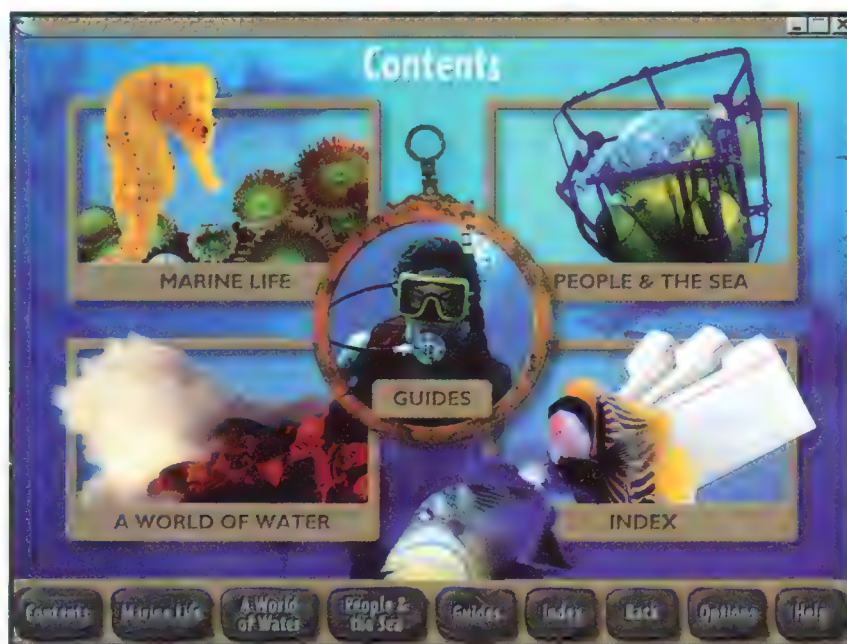 Contents
MARINE LIFE
PEOPLE & THE SEA
GUIDES
A WORLD OF WATER
INDEX
Contents
Marine Life
A World
of Water
People &
the Sea
Guides
Index
Back
Options
Help